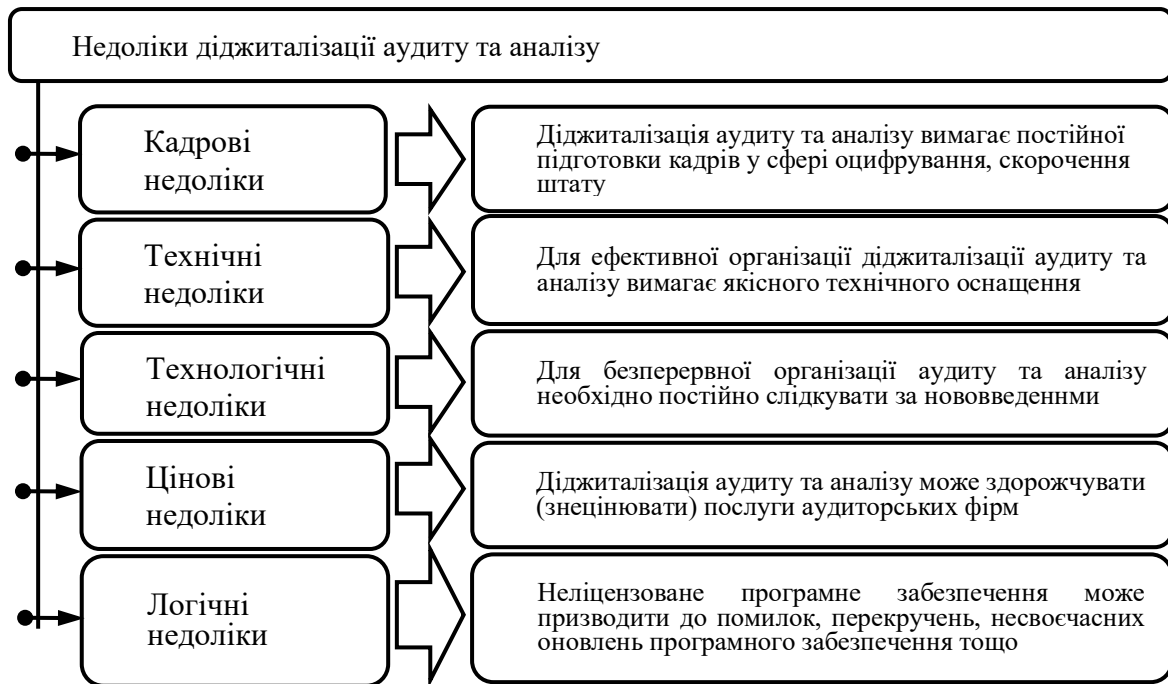 Недоліки діджиталізації аудиту та аналізу
Кадрові
недоліки
Діджиталізація аудиту та аналізу вимагає постійної
підготовки кадрів у сфері оцифрування, скорочення
штату
Технічні
недоліки
Для ефективної організації діджиталізації аудиту та
аналізу вимагає якісного технічного оснащення
Технологічні
недоліки
Для безперервної організації аудиту та аналізу
необхідно постійно слідкувати за нововведеннми
Цінові
недоліки
Діджиталізація аудиту та аналізу може здорожчувати
(знецінювати) послуги аудиторських фірм
Логічні
недоліки
Неліцензоване програмне забезпечення може
призводити до помилок, перекручень, несвоєчасних
оновлень програмного забезпечення тощо